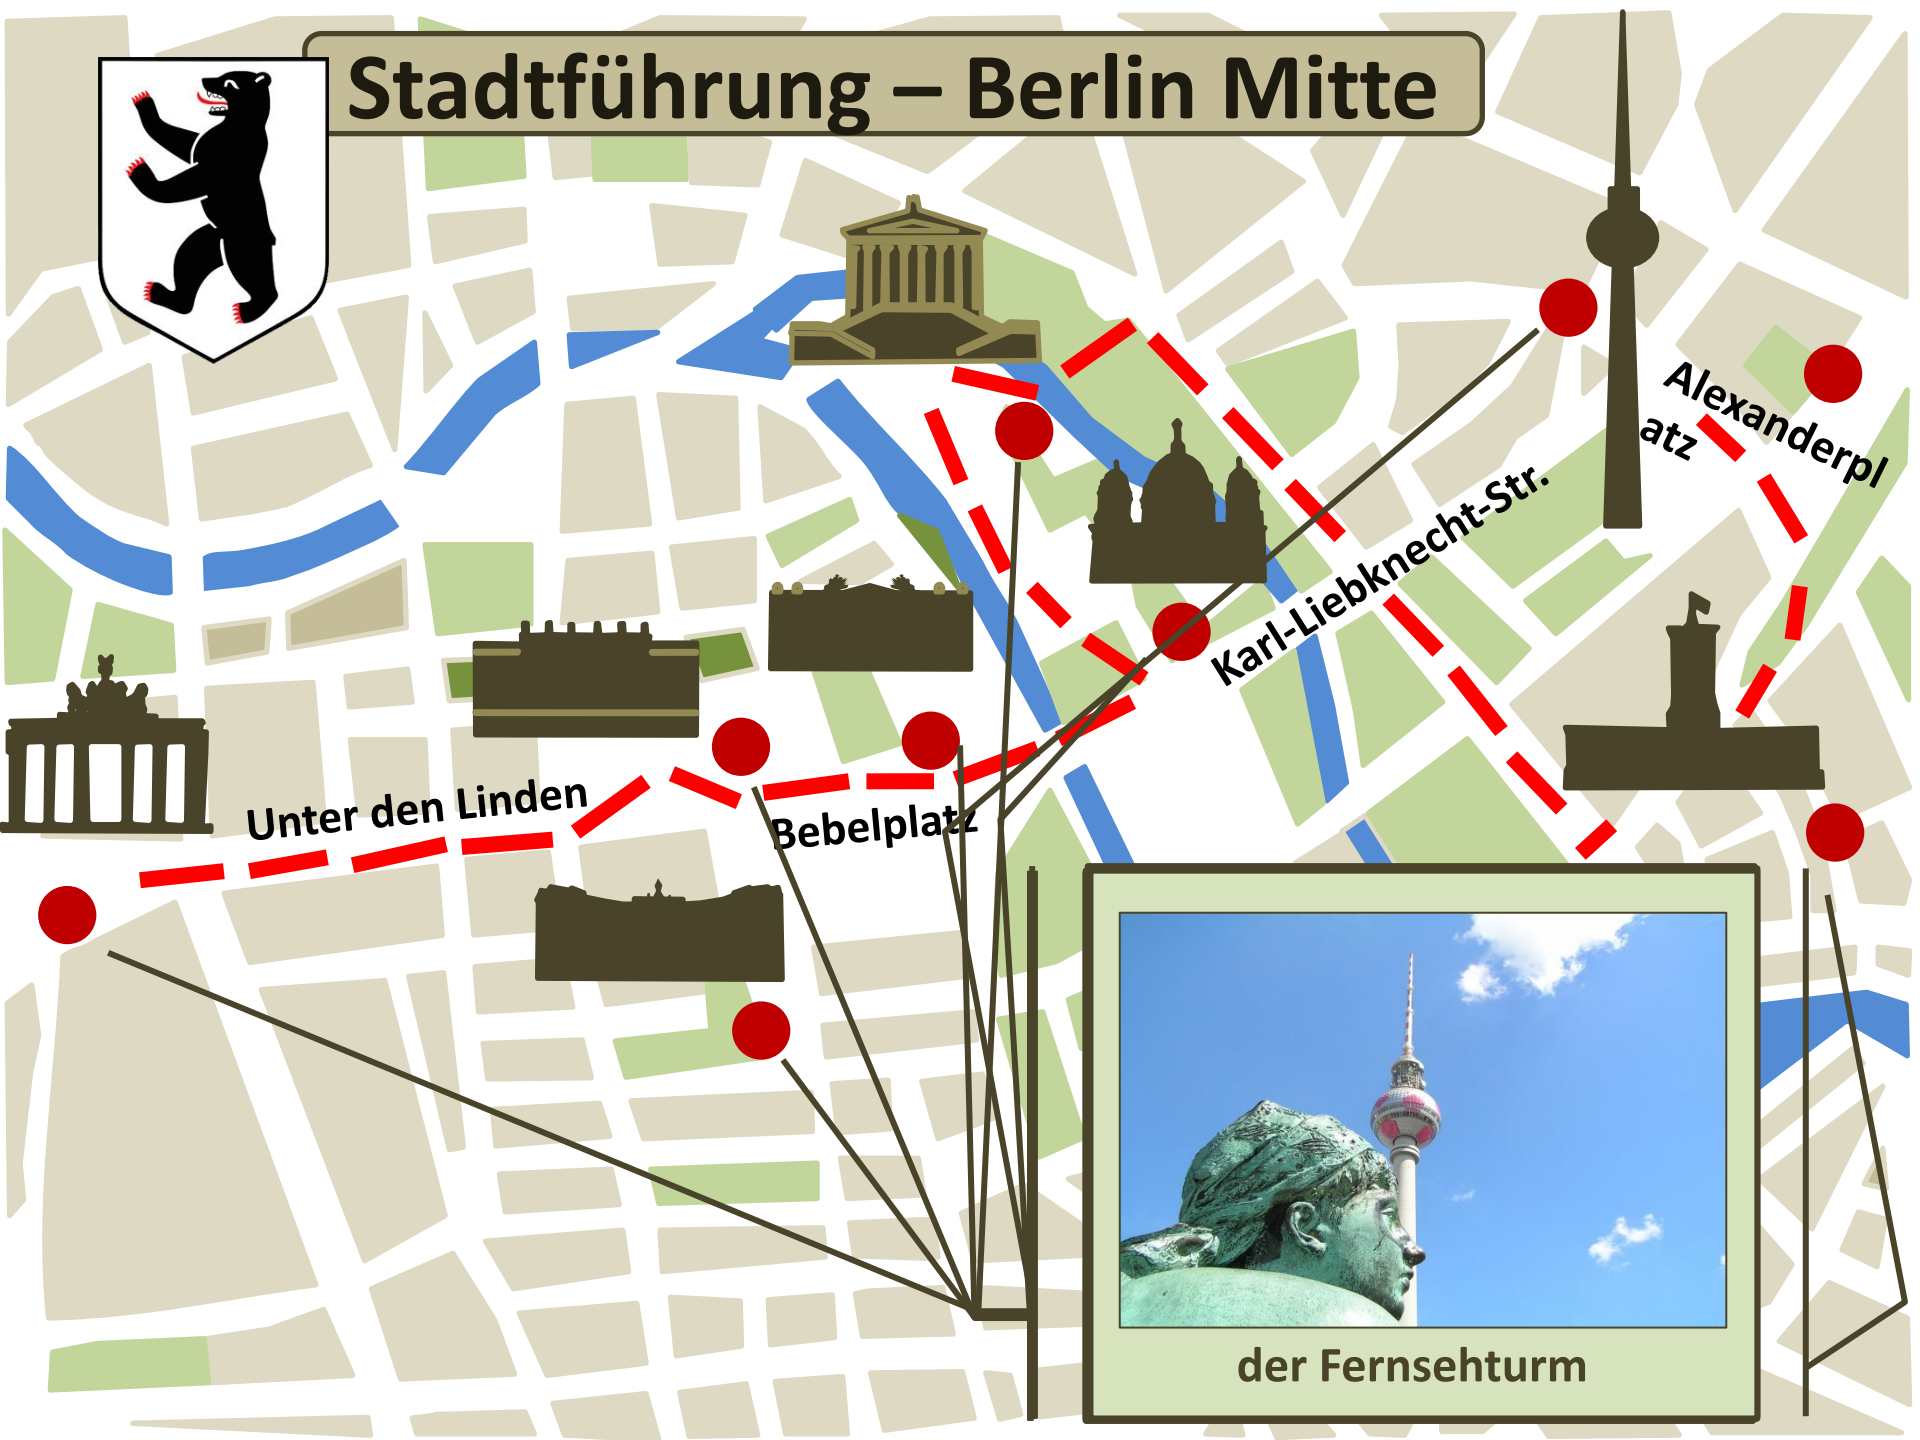 Stadtführung – Berlin Mitte
Alexanderpl
atz
Karl-Liebknecht-Str.
Unter den Linden
Bebelplatz
der Fernsehturm